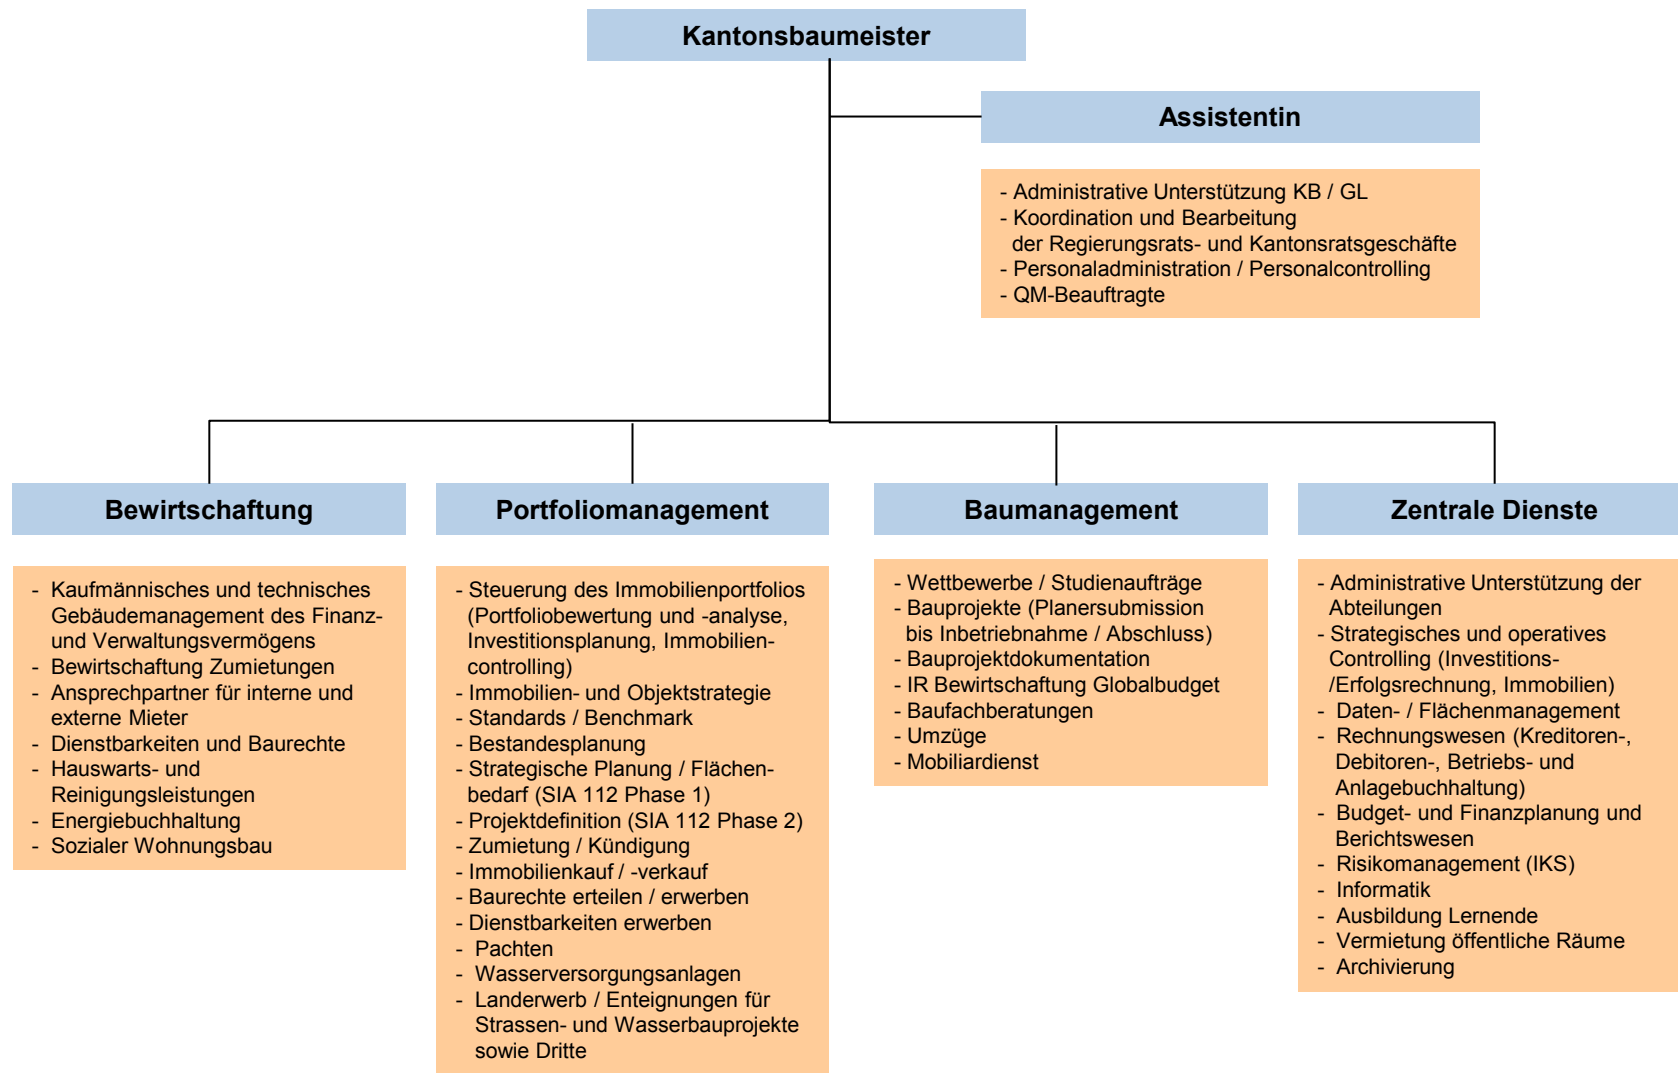 Kantonsbaumeister
Assistentin
- Administrative Unterstützung KB / GL
- Koordination und Bearbeitung
der Regierungsrats- und Kantonsratsgeschäfte
- Personaladministration / Personalcontrolling
- QM-Beauftragte
Bewirtschaftung
- Kaufmännisches und technisches
Gebäudemanagement des Finanz-
und Verwaltungsvermögens
- Bewirtschaftung Zumietungen
- Ansprechpartner für interne und
externe Mieter
- Dienstbarkeiten und Baurechte
- Hauswarts- und
Reinigungsleistungen
- Energiebuchhaltung
- Sozialer Wohnungsbau
Portfoliomanagement
- Steuerung des Immobilienportfolios
(Portfoliobewertung und -analyse,
Investitionsplanung, Immobilien-
controlling)
- Immobilien- und Objektstrategie
- Standards / Benchmark
- Bestandesplanung
- Strategische Planung / Flächen-
bedarf (SIA 112 Phase 1)
- Projektdefinition (SIA 112 Phase 2)
- Zumietung / Kündigung
- Immobilienkauf / -verkauf
- Baurechte erteilen / erwerben
- Dienstbarkeiten erwerben
- Pachten
- Wasserversorgungsanlagen
- Landerwerb / Enteignungen für
Strassen- und Wasserbauprojekte
sowie Dritte
Baumanagement
- Wettbewerbe / Studienaufträge
- Bauprojekte (Planersubmission
bis Inbetriebnahme / Abschluss)
- Bauprojektdokumentation
- IR Bewirtschaftung Globalbudget
- Baufachberatungen
- Umzüge
- Mobiliardienst
Zentrale Dienste
- Administrative Unterstützung der
Abteilungen
- Strategisches und operatives
Controlling (Investitions-
/Erfolgsrechnung, Immobilien)
- Daten- / Flächenmanagement
- Rechnungswesen (Kreditoren-,
Debitoren-, Betriebs- und
Anlagebuchhaltung)
- Budget- und Finanzplanung und
Berichtswesen
- Risikomanagement (IKS)
- Informatik
- Ausbildung Lernende
- Vermietung öffentliche Räume
- Archivierung